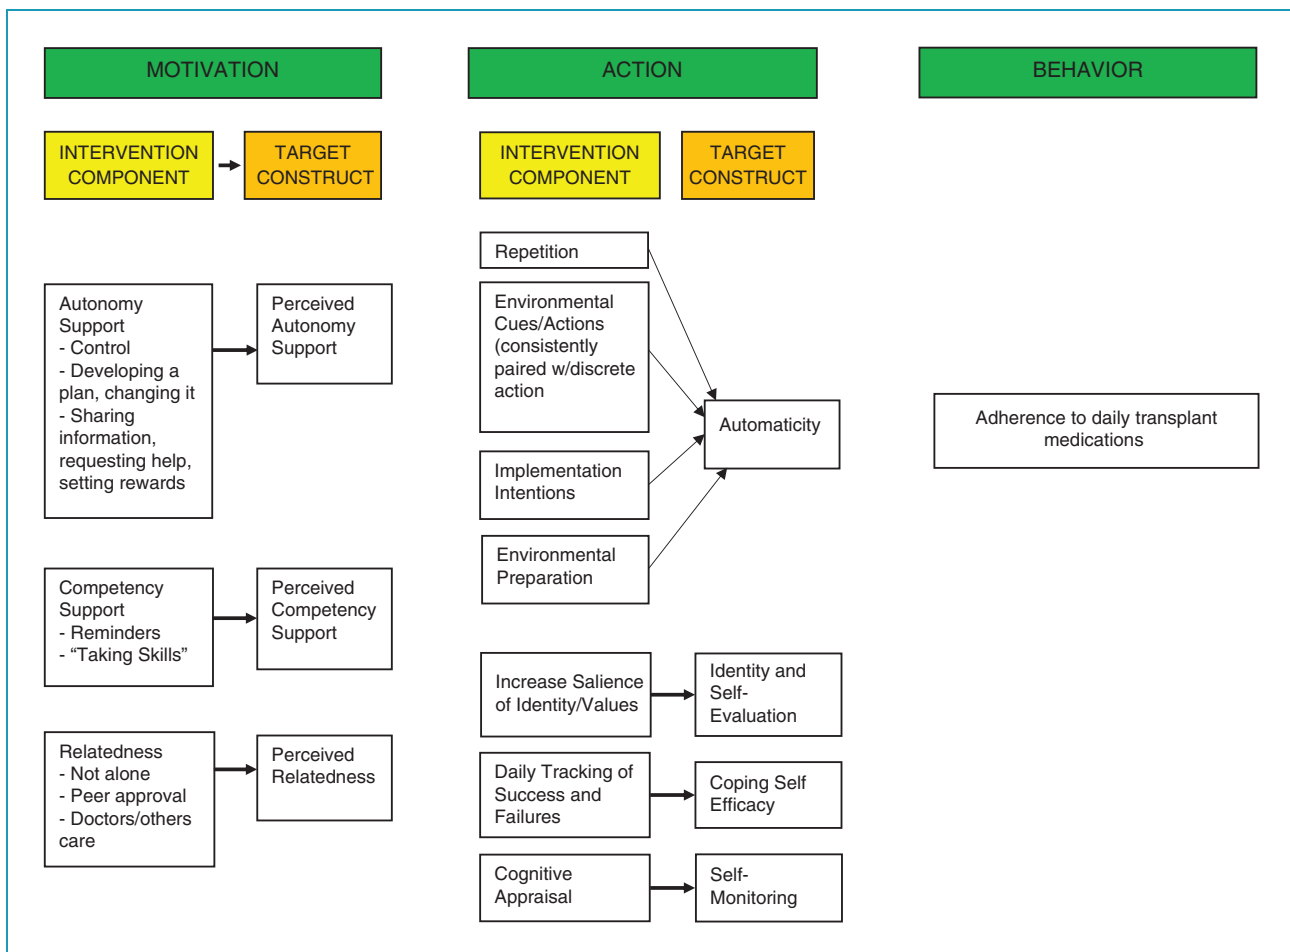 MOTIVATION
INTERVENTION
COMPONENT
TARGET
CONSTRUCT
Autonomy
Support
- Control
- Developing a
plan, changing it
- Sharing
information,
requesting help,
setting rewards
Perceived
Autonomy
Support
Competency
Support
- Reminders
- “Taking Skills”
Perceived
Competency
Support
Relatedness
- Not alone
- Peer approval
- Doctors/others
care
Perceived
Relatedness
ACTION
INTERVENTION
COMPONENT
TARGET
CONSTRUCT
Repetition
Environmental
Cues/Actions
(consistently
paired w/discrete
action
Implementation
Intentions
Environmental
Preparation
Automaticity
Increase Salience
of Identity/Values
Identity and
Self-
Evaluation
Daily Tracking of
Success and
Failures
Coping Self
Efficacy
Cognitive
Appraisal
Self-
Monitoring
BEHAVIOR
Adherence to daily transplant
medications